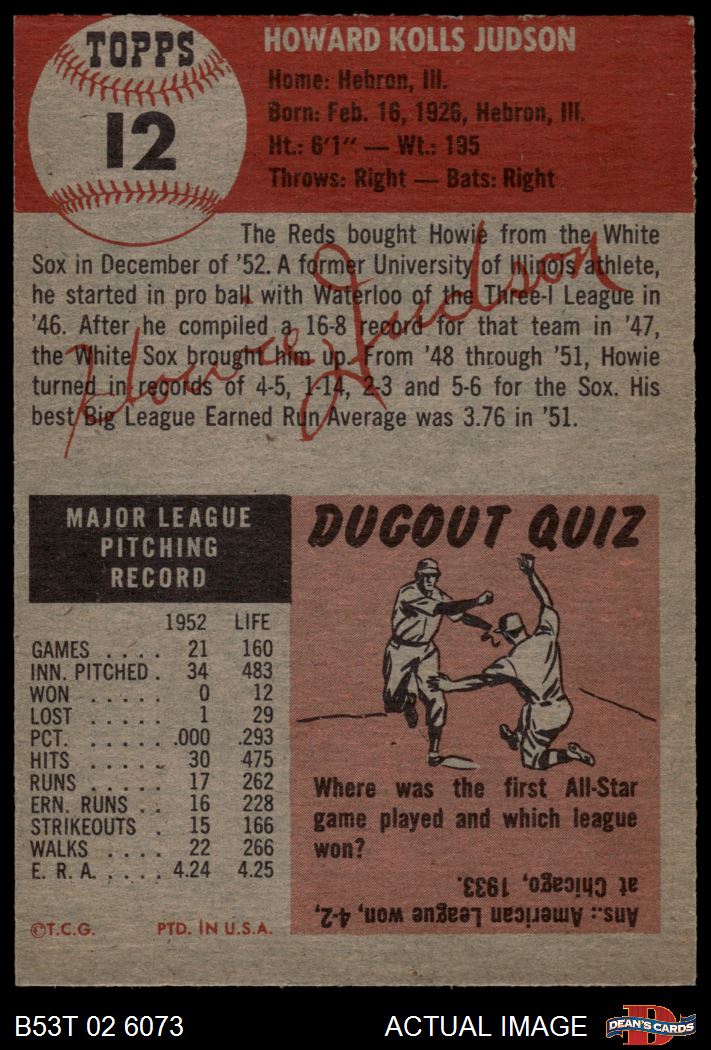 TOPPS
12
HOWARD KOLLS JUDSON
Home: Hebron, Ill.
Born: Feb. 16, 1926, Hebron, Ill.
Ht.: 6'1" — Wt.: 195
Throws: Right — Bats: Right
The Reds bought Howie from the White
Sox in December of '52. A former University of Illinois athlete,
he started in pro ball with Waterloo of the Three-I League in
'46. After he compiled a 16-8 record for that team in '47,
the White Sox brought him up. From '48 through '51, Howie
turned in records of 4-5, 1-14, 2-3 and 5-6 for the Sox. His
best Big League Earned Run Average was 3.76 in '51.
Howie Judson
MAJOR LEAGUE
PITCHING
RECORD
1952 LIFE
GAMES . . . . 21 160
INN. PITCHED . 34 483
WON . . . . . 0 12
LOST . . . . . 1 29
PCT. . . . . . .000 .293
HITS . . . . . 30 475
RUNS . . . . . 17 262
ERN. RUNS . . 16 228
STRIKEOUTS . 15 166
WALKS . . . . 22 266
E. R. A. . . . . 4.24 4.25
©T.C.G. PTD. IN U.S.A.
DUGOUT QUIZ
Where was the first All-Star
game played and which league
won?
Ans.: American League won, 4-2,
at Chicago, 1933.
B53T 02 6073 ACTUAL IMAGE
D
DEAN'S CARDS